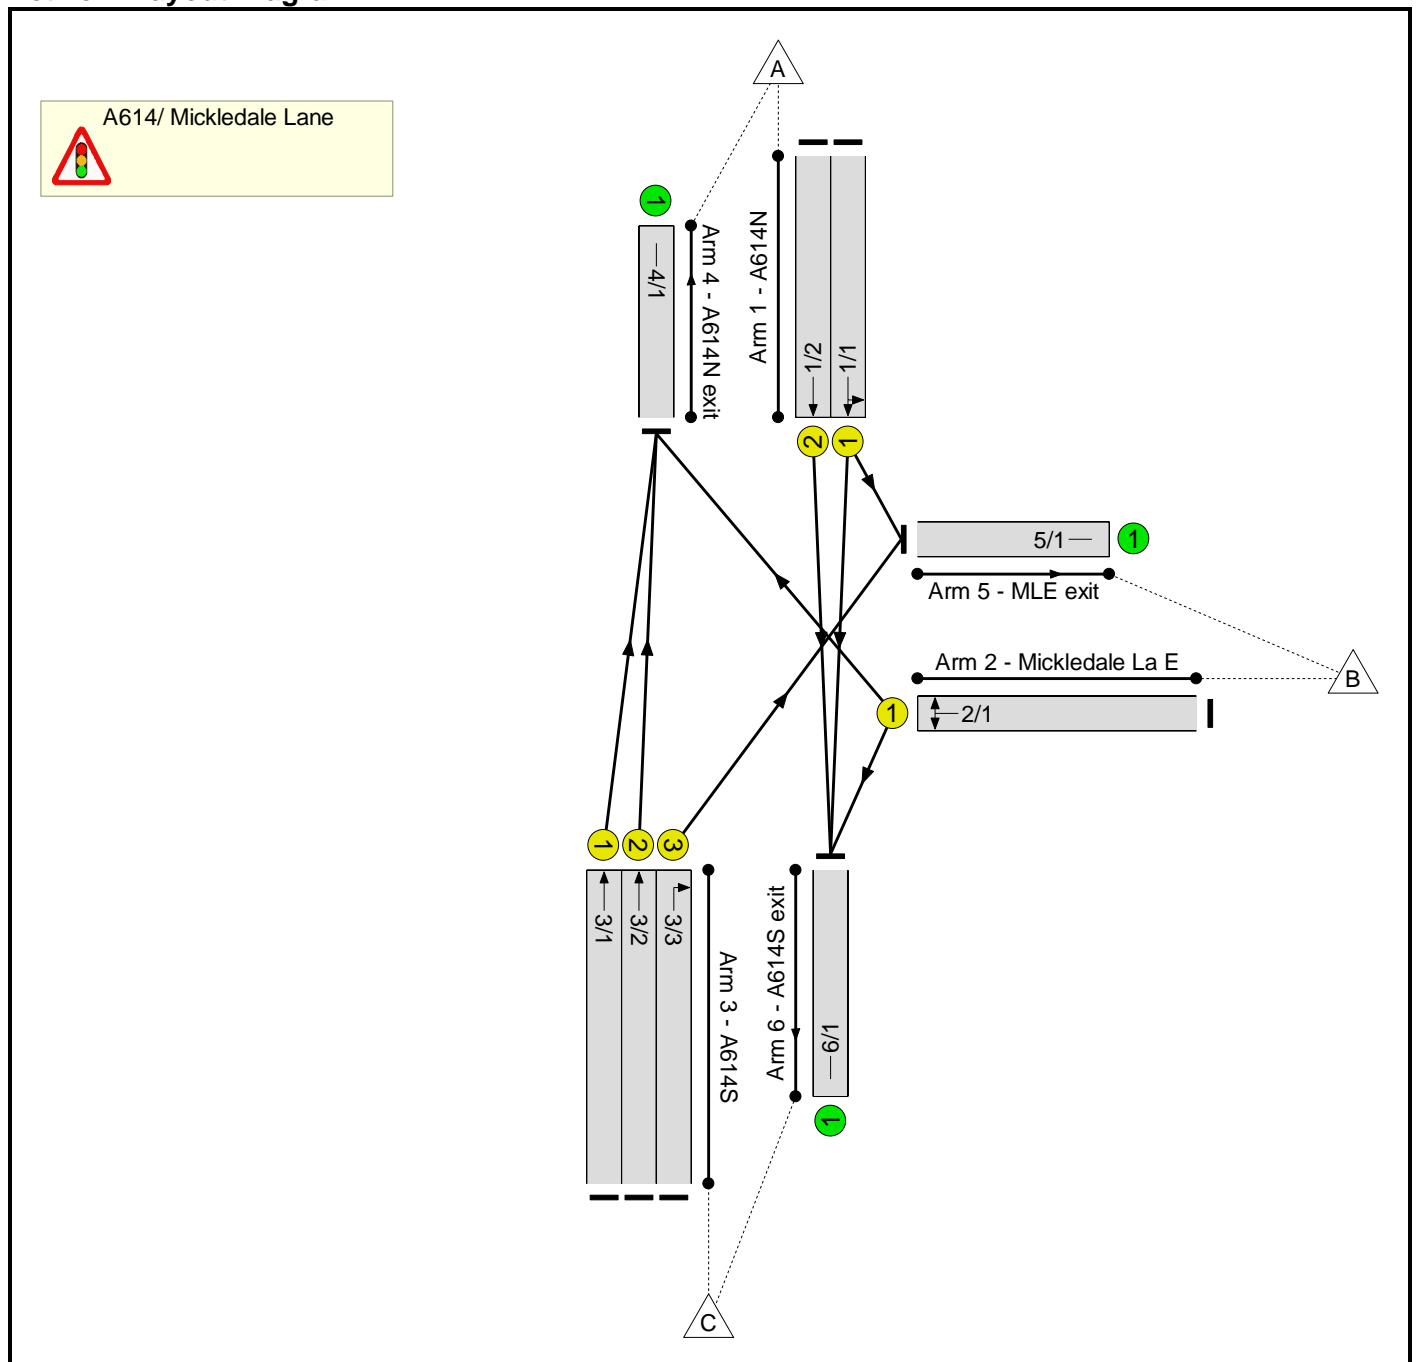 A
A614/ Mickledale Lane
1
4/1
Arm 4 - A614N exit
Arm 1 - A614N
1/2
1/1
2
1
5/1
1
Arm 5 - MLE exit
Arm 2 - Mickledale La E
B
1
2/1
1
2
3
3/1
3/2
3/3
Arm 3 - A614S
Arm 6 - A614S exit
6/1
1
C